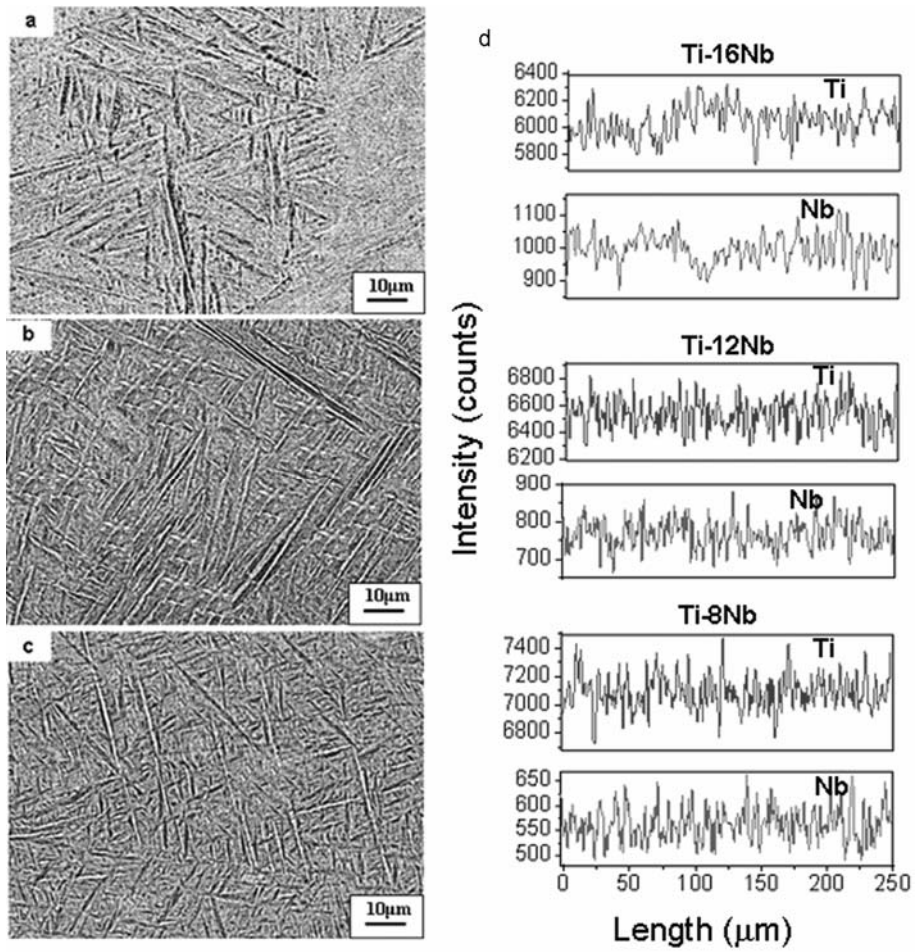 a
10µm
b
10µm
c
10µm
d
Intensity (counts)
Ti-16Nb
6400
6200
6000
5800
Ti
1100
1000
900
Nb
Ti-12Nb
6800
6600
6400
6200
Ti
900
800
700
Nb
Ti-8Nb
7400
7200
7000
6800
Ti
650
600
550
500
Nb
0 50 100 150 200 250
Length (µm)